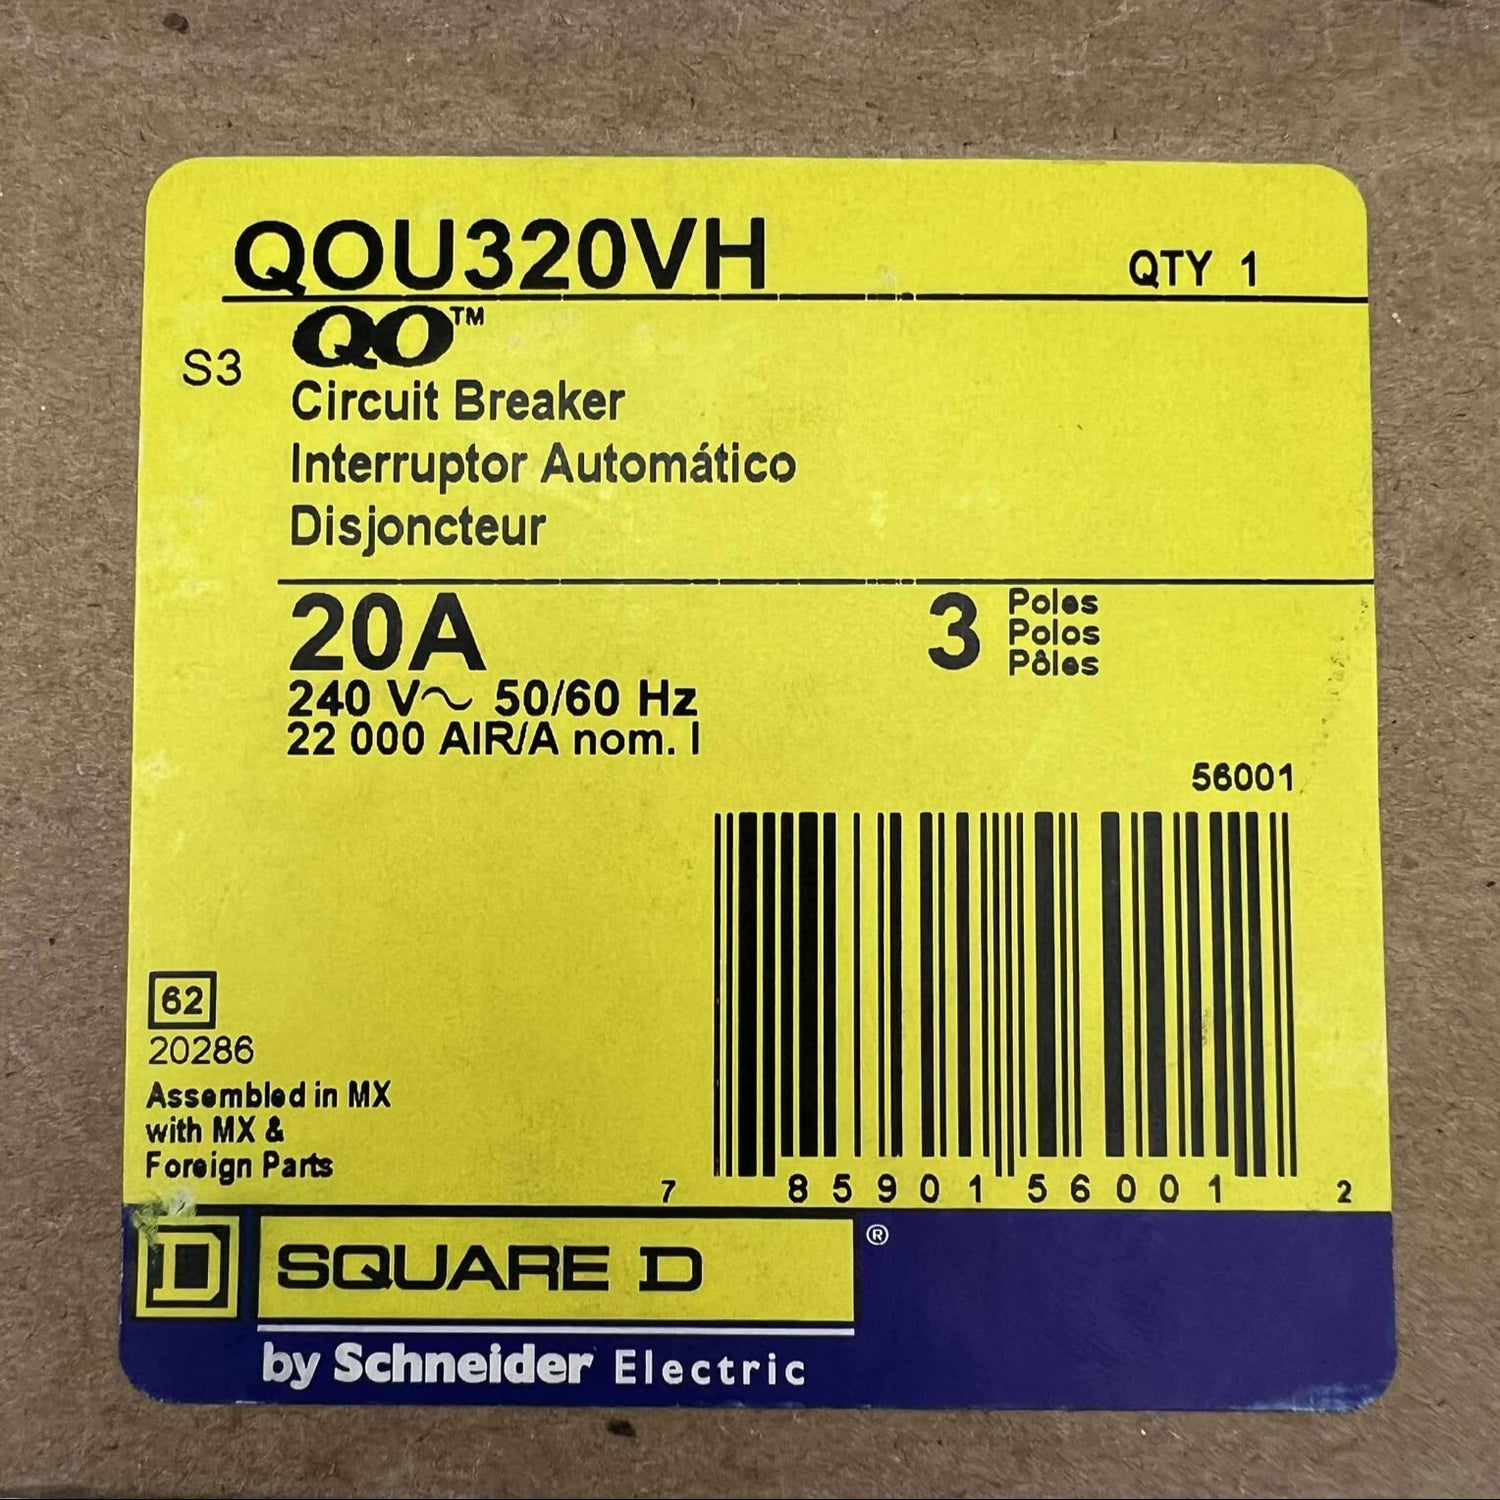 QOU320VH QTY 1
S3 QO™
Circuit Breaker
Interruptor Automático
Disjoncteur
20A 3 Poles
Polos
Pôles
240 V～ 50/60 Hz
22 000 AIR/A nom. I
56001
62
20286
Assembled in MX
with MX &
Foreign Parts
7 85901 56001 2
D SQUARE D ®
by Schneider Electric